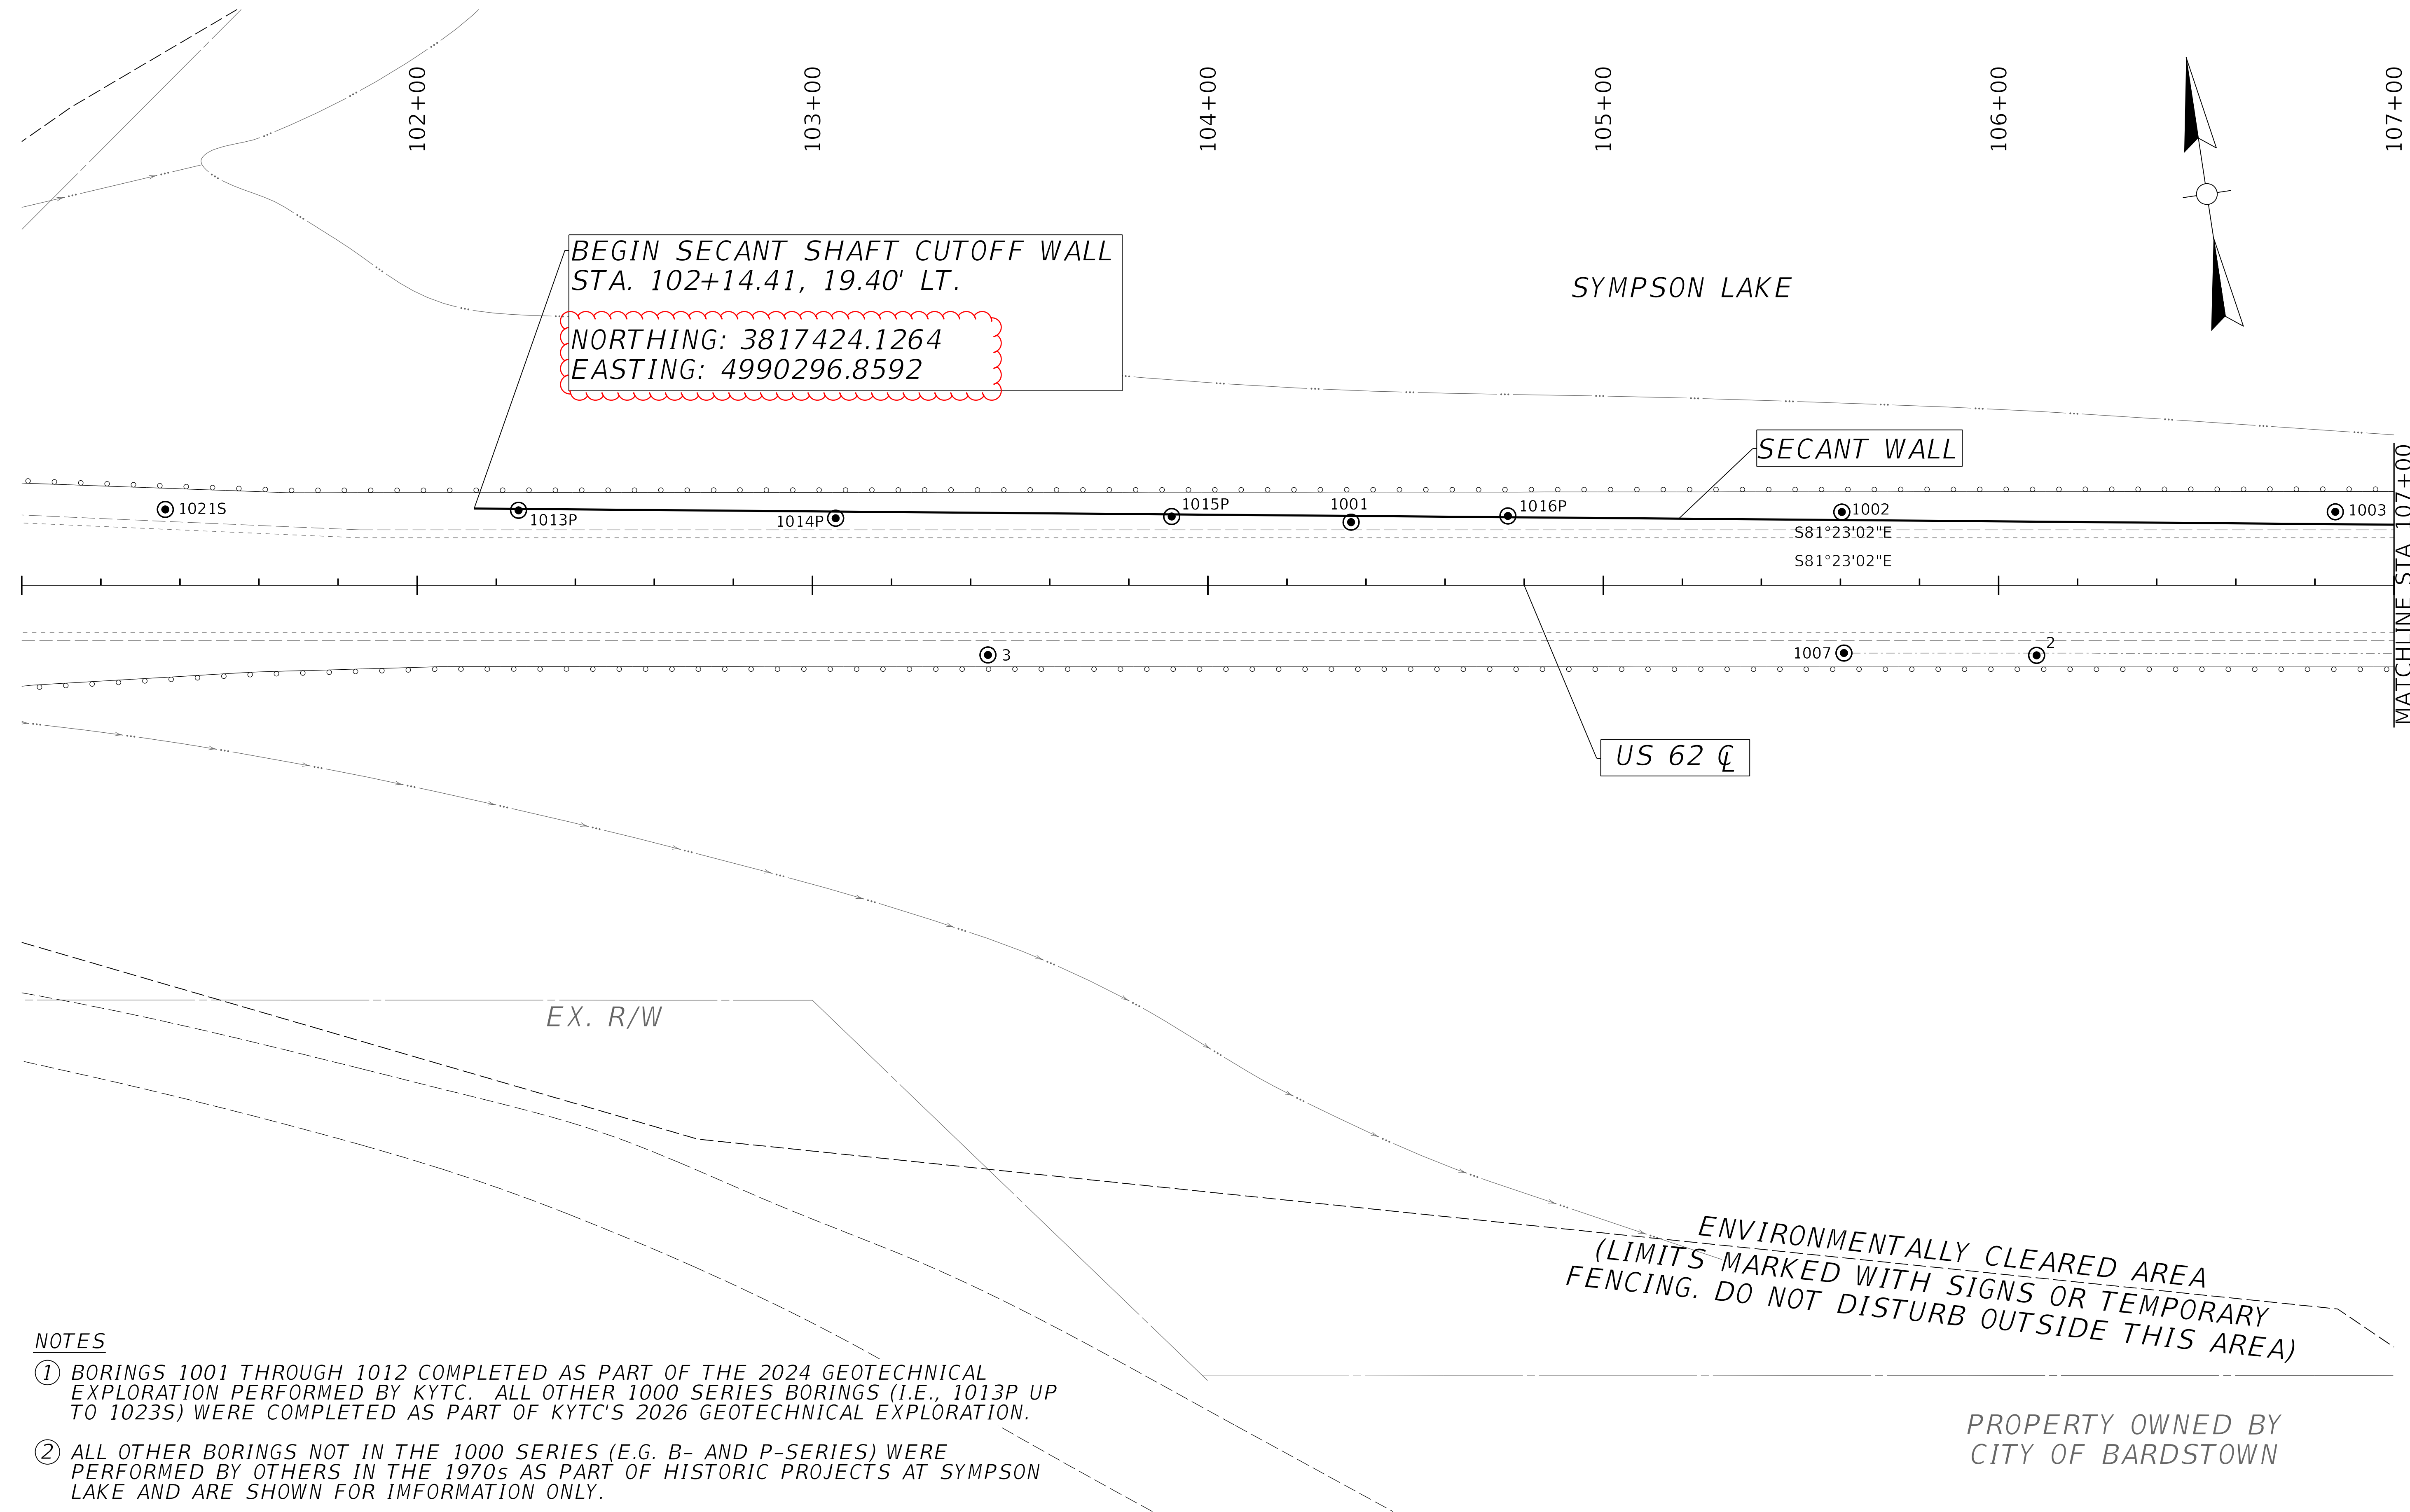 102+00
103+00
104+00
105+00
106+00
107+00
BEGIN SECANT SHAFT CUTOFF WALL
STA. 102+14.41, 19.40' LT.
NORTHING: 3817424.1264
EASTING: 4990296.8592
SYMPSON LAKE
SECANT WALL
1021S
1013P
1014P
1015P
1001
1016P
1002
1003
S81°23'02"E
S81°23'02"E
MATCHLINE STA 107+00
3
1007
2
US 62 ℄
EX. R/W
ENVIRONMENTALLY CLEARED AREA
(LIMITS MARKED WITH SIGNS OR TEMPORARY
FENCING. DO NOT DISTURB OUTSIDE THIS AREA)
NOTES
① BORINGS 1001 THROUGH 1012 COMPLETED AS PART OF THE 2024 GEOTECHNICAL
EXPLORATION PERFORMED BY KYTC. ALL OTHER 1000 SERIES BORINGS (I.E., 1013P UP
TO 1023S) WERE COMPLETED AS PART OF KYTC'S 2026 GEOTECHNICAL EXPLORATION.
② ALL OTHER BORINGS NOT IN THE 1000 SERIES (E.G. B- AND P-SERIES) WERE
PERFORMED BY OTHERS IN THE 1970s AS PART OF HISTORIC PROJECTS AT SYMPSON
LAKE AND ARE SHOWN FOR IMFORMATION ONLY.
PROPERTY OWNED BY
CITY OF BARDSTOWN